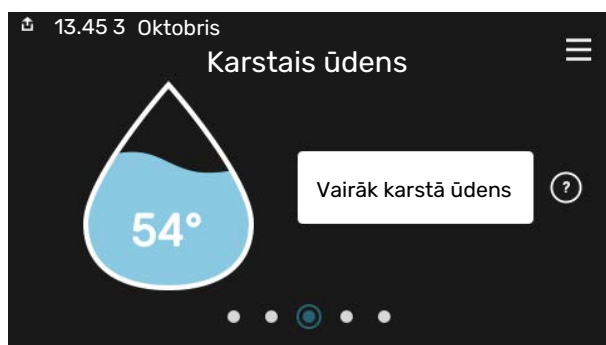 13.45 3 Oktobris
Karstais ūdens
54°
Vairāk karstā ūdens
?